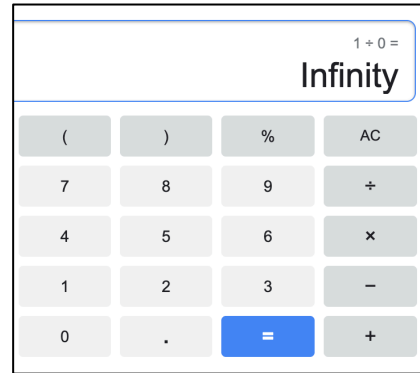 1 ÷ 0 =
Infinity
( ) % AC
7 8 9 ÷
4 5 6 ×
1 2 3 −
0 . = +